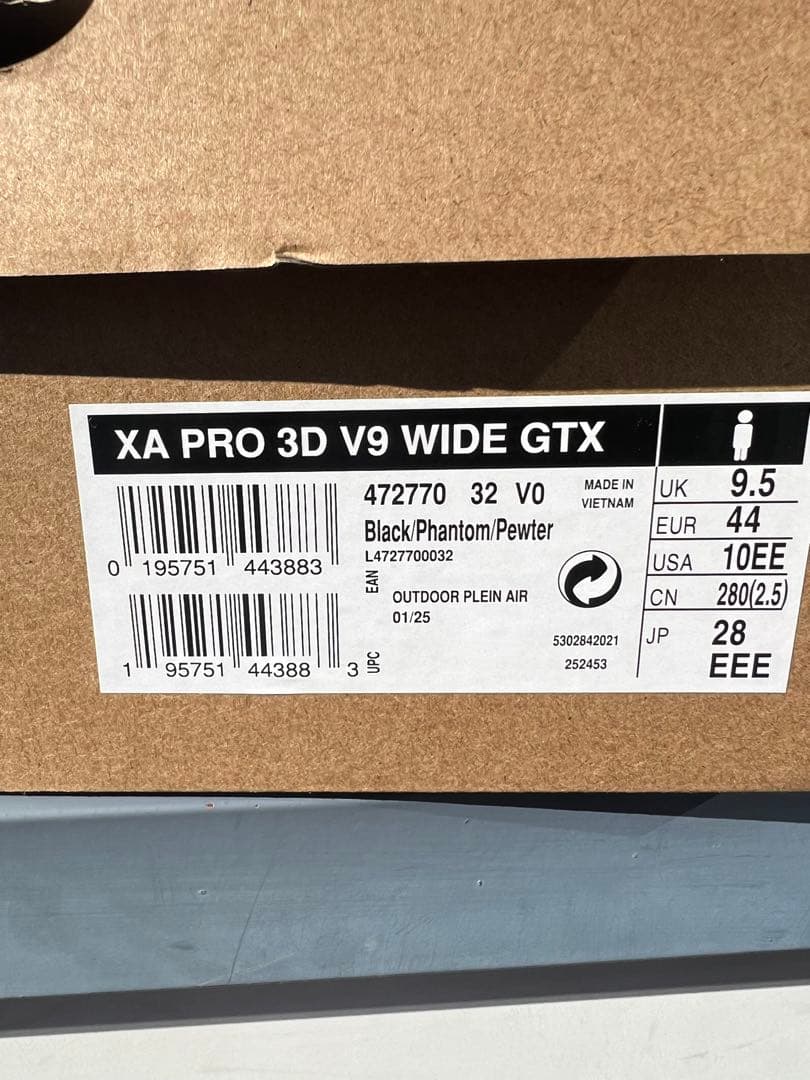 XA PRO 3D V9 WIDE GTX
0 195751 443883
1 95751 44388 3
EAN
UPC
472770 32 V0
Black/Phantom/Pewter
L4727700032
OUTDOOR PLEIN AIR
01/25
MADE IN
VIETNAM
5302842021
252453
UK 9.5
EUR 44
USA 10EE
CN 280(2.5)
JP 28
EEE